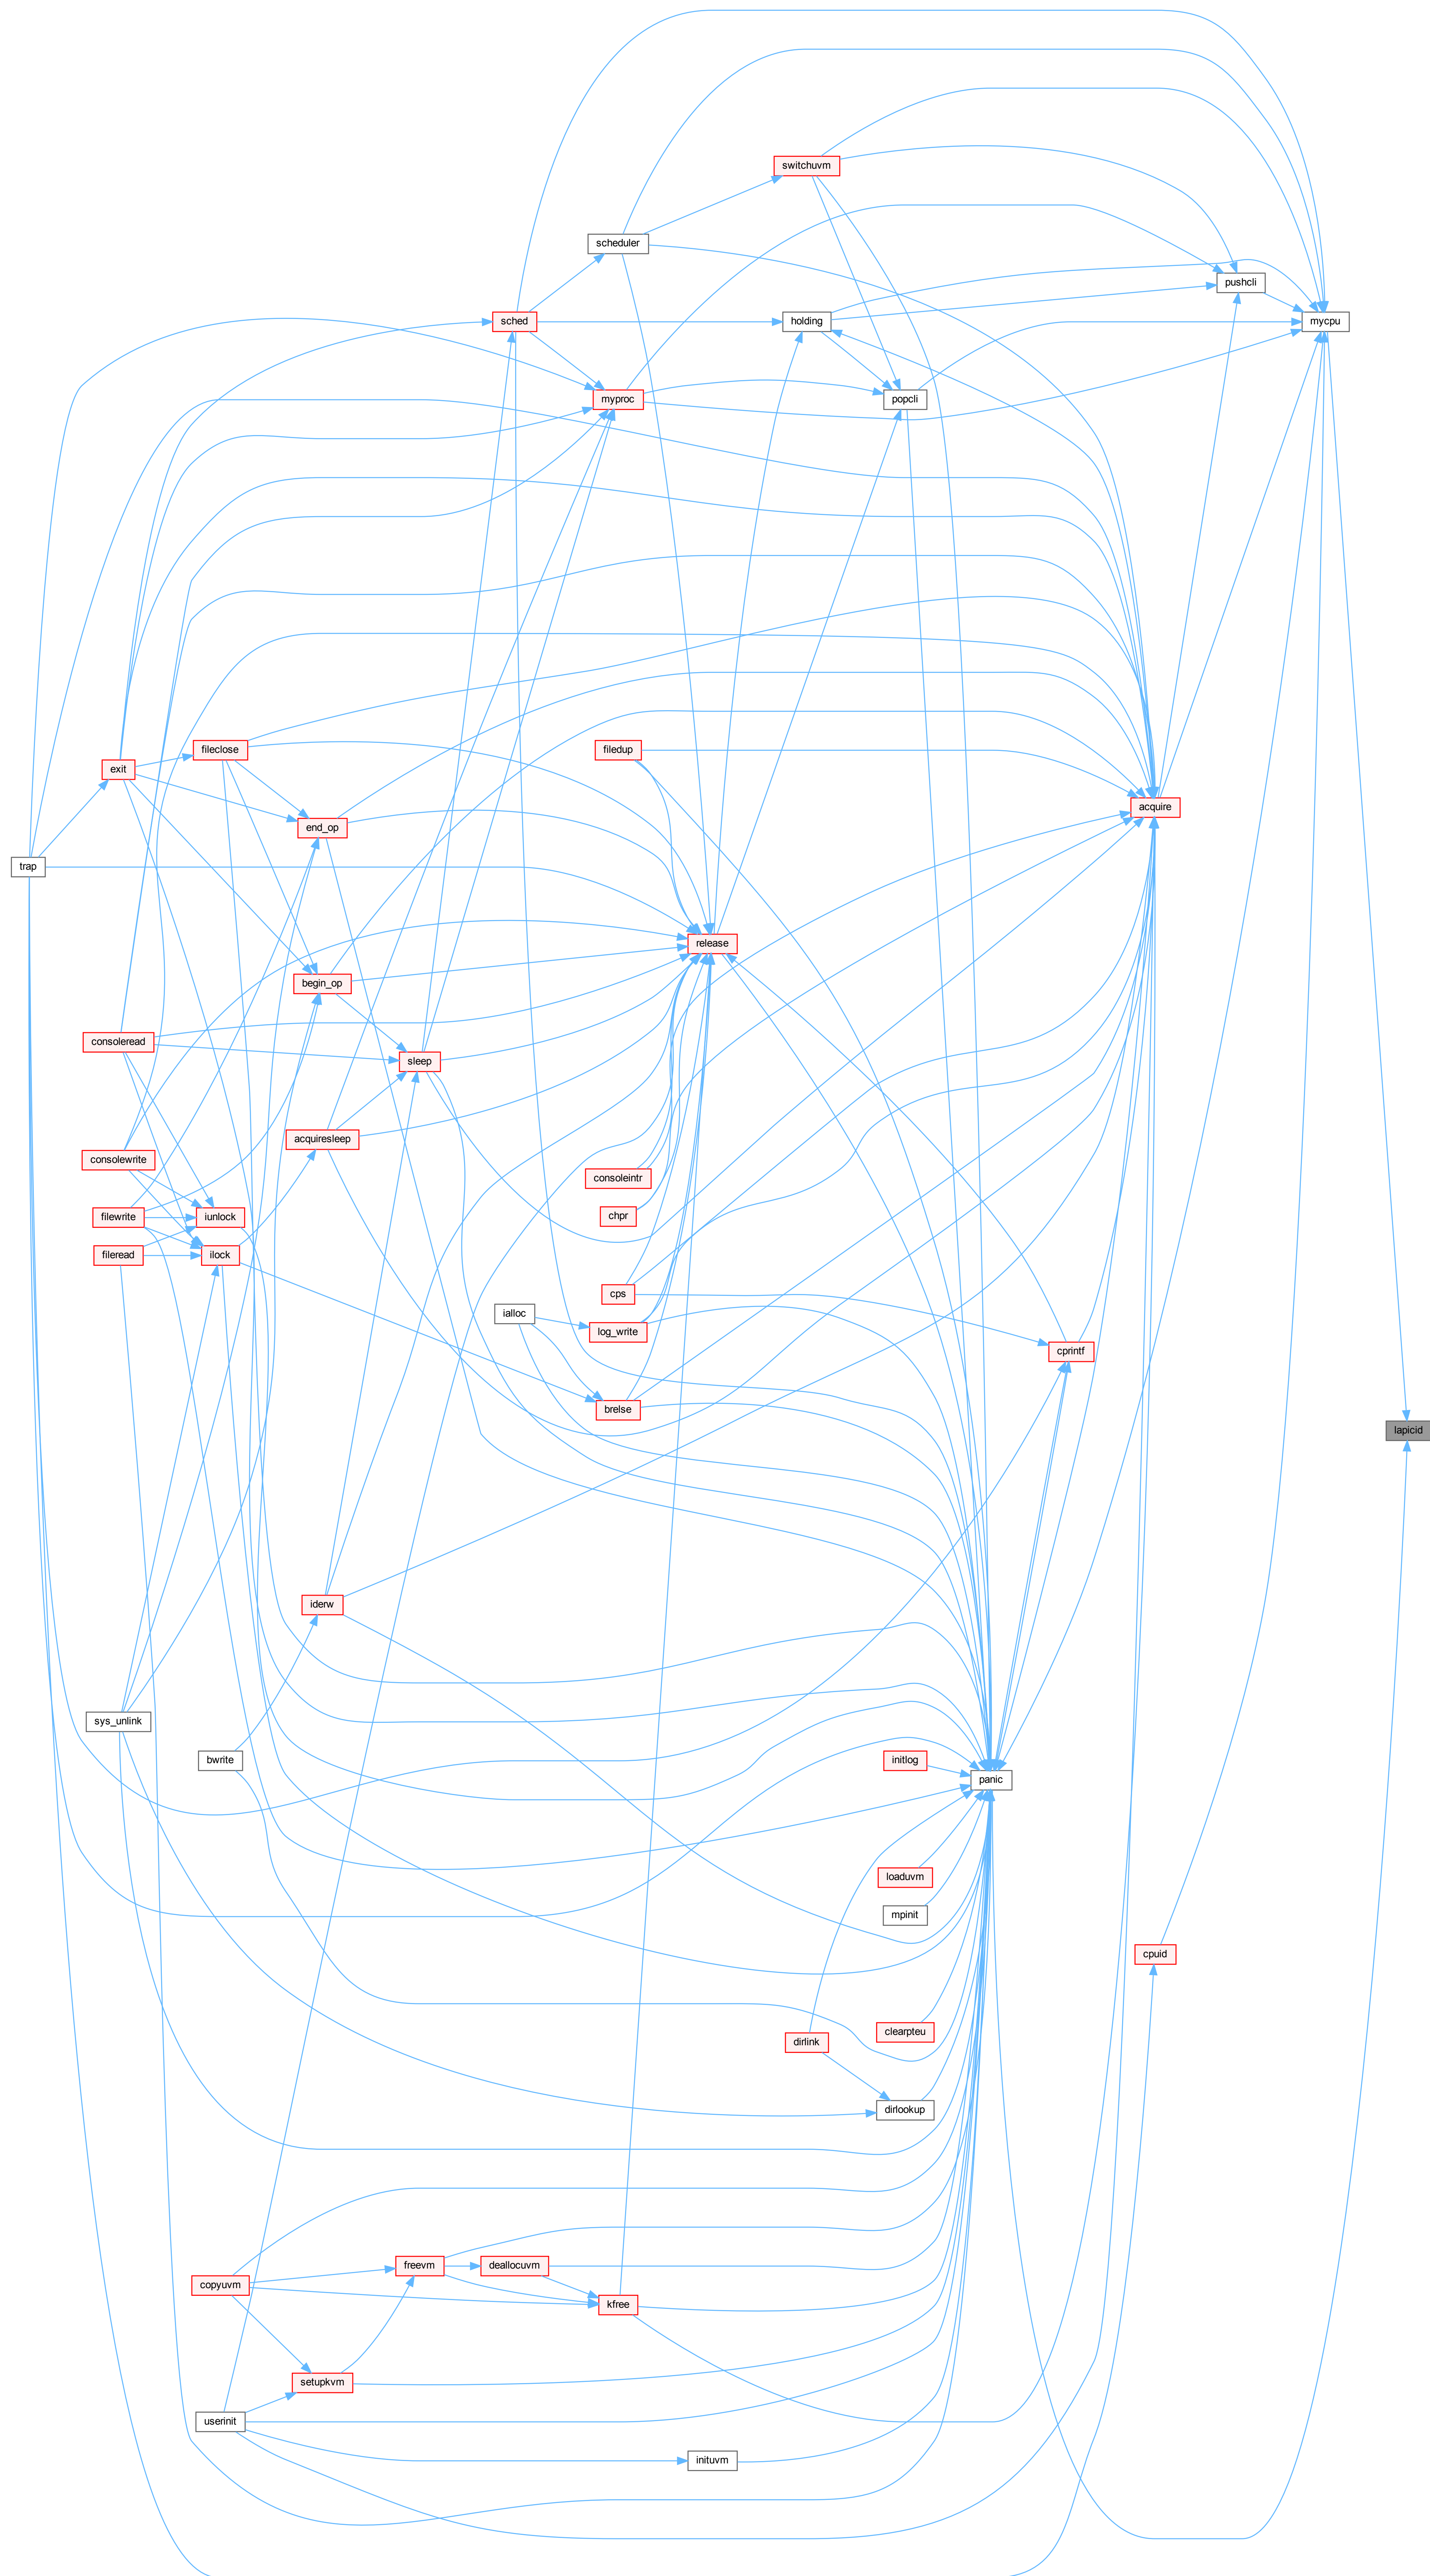 switchuvm
scheduler
pushcli
sched
holding
mycpu
myproc
popcli
fileclose
filedup
exit
acquire
end_op
trap
release
begin_op
consoleread
sleep
acquiresleep
consolewrite
consoleintr
filewrite
iunlock
chpr
fileread
ilock
cps
ialloc
log_write
cprintf
brelse
lapicid
iderw
sys_unlink
bwrite
initlog
panic
loaduvm
mpinit
cpuid
clearpteu
dirlink
dirlookup
freevm
deallocuvm
copyuvm
kfree
setupkvm
userinit
inituvm